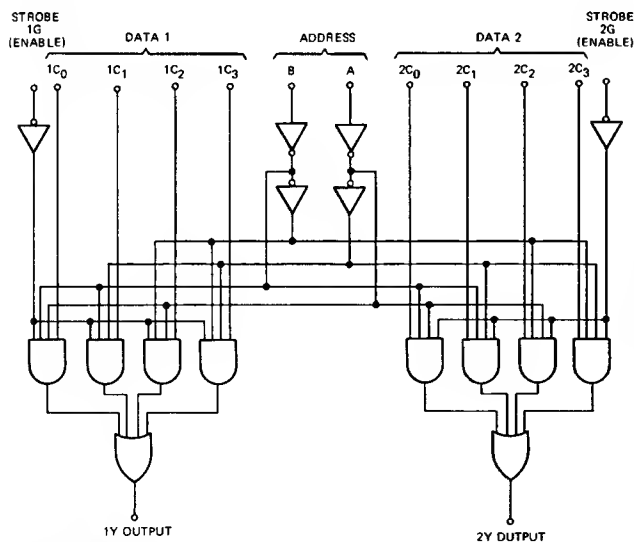 STROBE
1G
(ENABLE)
DATA 1
ADDRESS
DATA 2
STROBE
2G
(ENABLE)
1C0
1C1
1C2
1C3
B
A
2C0
2C1
2C2
2C3
1Y OUTPUT
2Y DUTPUT